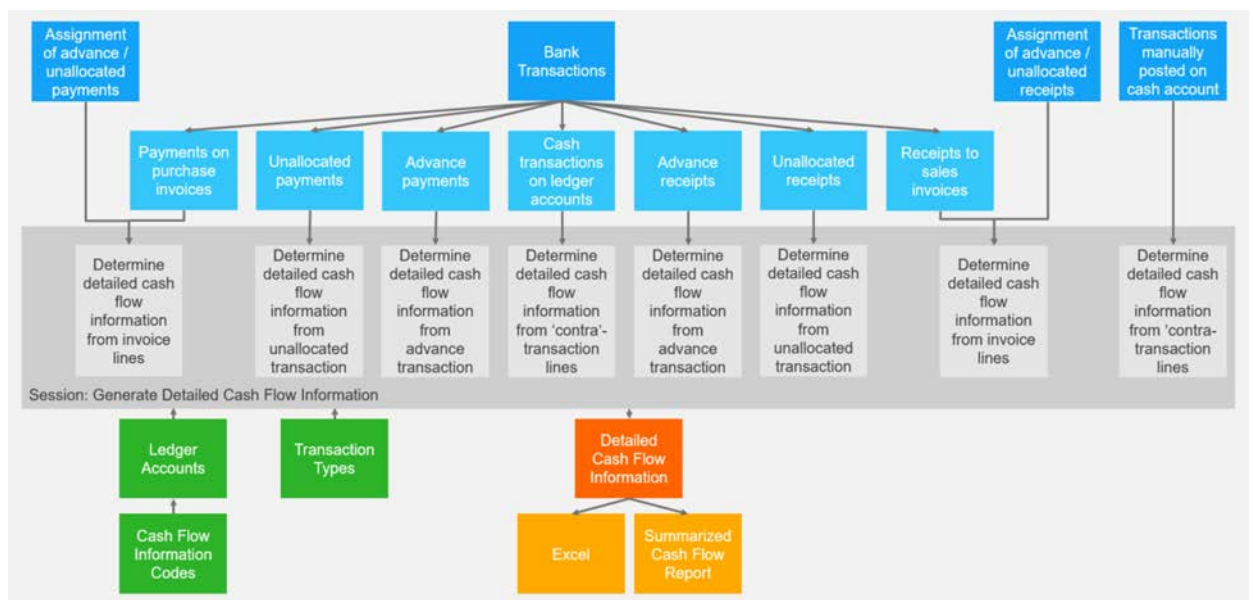 Assignment
of advance /
unallocated
payments
Bank
Transactions
Assignment
of advance /
unallocated
receipts
Transactions
manually
posted on
cash account
Payments on
purchase
invoices
Unallocated
payments
Advance
payments
Cash
transactions
on ledger
accounts
Advance
receipts
Unallocated
receipts
Receipts to
sales
invoices
Determine
detailed cash
flow
information
from invoice
lines
Determine
detailed cash
flow
information
from
unallocated
transaction
Determine
detailed cash
flow
information
from
advance
transaction
Determine
detailed cash
flow
information
from ‘contra’-
transaction
lines
Determine
detailed cash
flow
information
from
advance
transaction
Determine
detailed cash
flow
information
from
unallocated
transaction
Determine
detailed cash
flow
information
from invoice
lines
Determine
detailed cash
flow
information
from ‘contra-
transaction
lines
Session: Generate Detailed Cash Flow Information
Ledger
Accounts
Transaction
Types
Detailed
Cash Flow
Information
Cash Flow
Information
Codes
Excel
Summarized
Cash Flow
Report